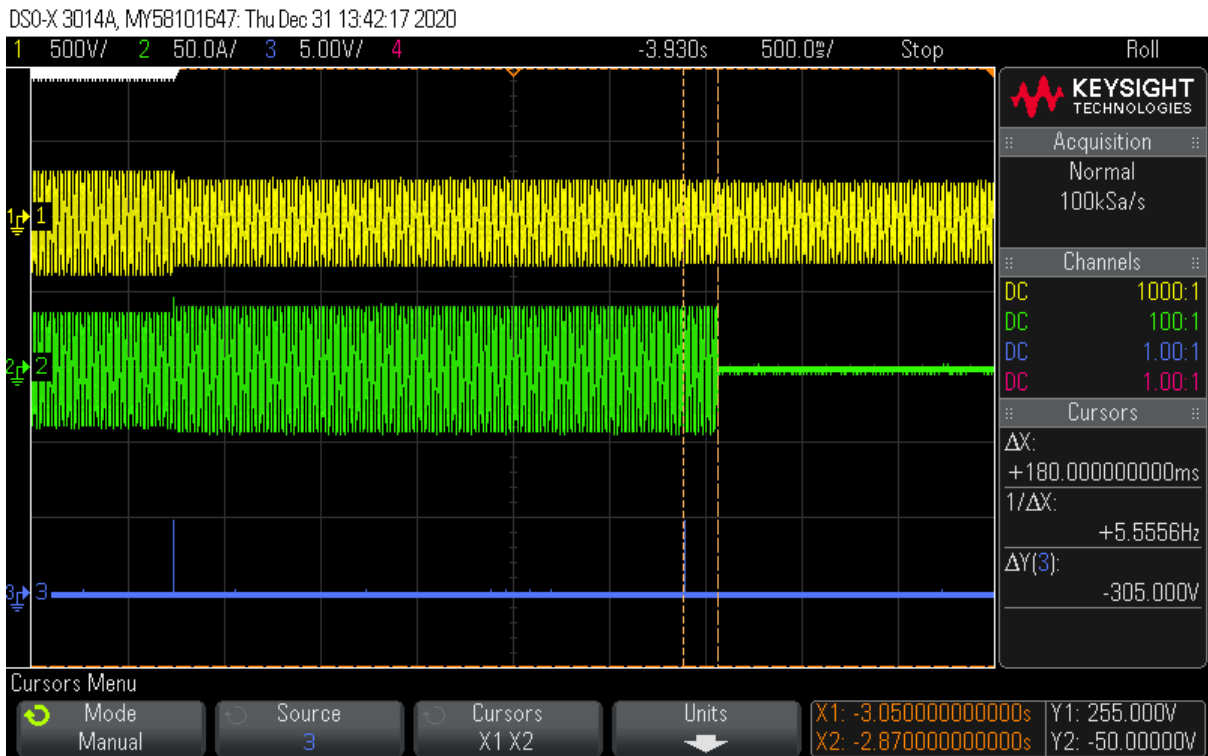 DSO-X 3014A, MY58101647: Thu Dec 31 13:42:17 2020
1 500V/ 2 50.0A/ 3 5.00V/ 4 -3.930s 500.0ms/ Stop Roll
KEYSIGHT
TECHNOLOGIES
Acquisition
Normal
100kSa/s
1 1
Channels
DC 1000:1
DC 100:1
DC 1.00:1
DC 1.00:1
2 2
Cursors
ΔX:
+180.000000000ms
1/ΔX:
+5.5556Hz
ΔY(3):
-305.000V
3 3
Cursors Menu
Mode
Manual
Source
3
Cursors
X1 X2
Units
X1: -3.050000000000s
X2: -2.870000000000s
Y1: 255.000V
Y2: -50.00000V